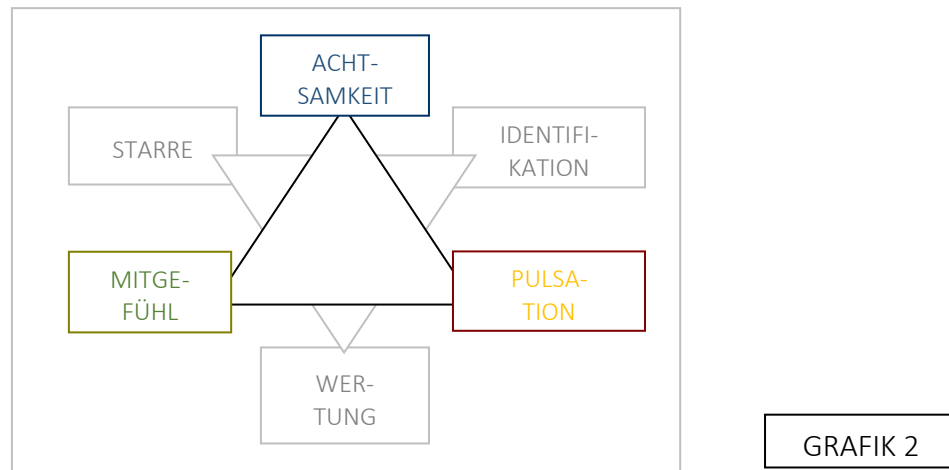 ACHT-
SAMKEIT
STARRE
IDENTIFI-
KATION
MITGE-
FÜHL
PULSA-
TION
WER-
TUNG
GRAFIK 2